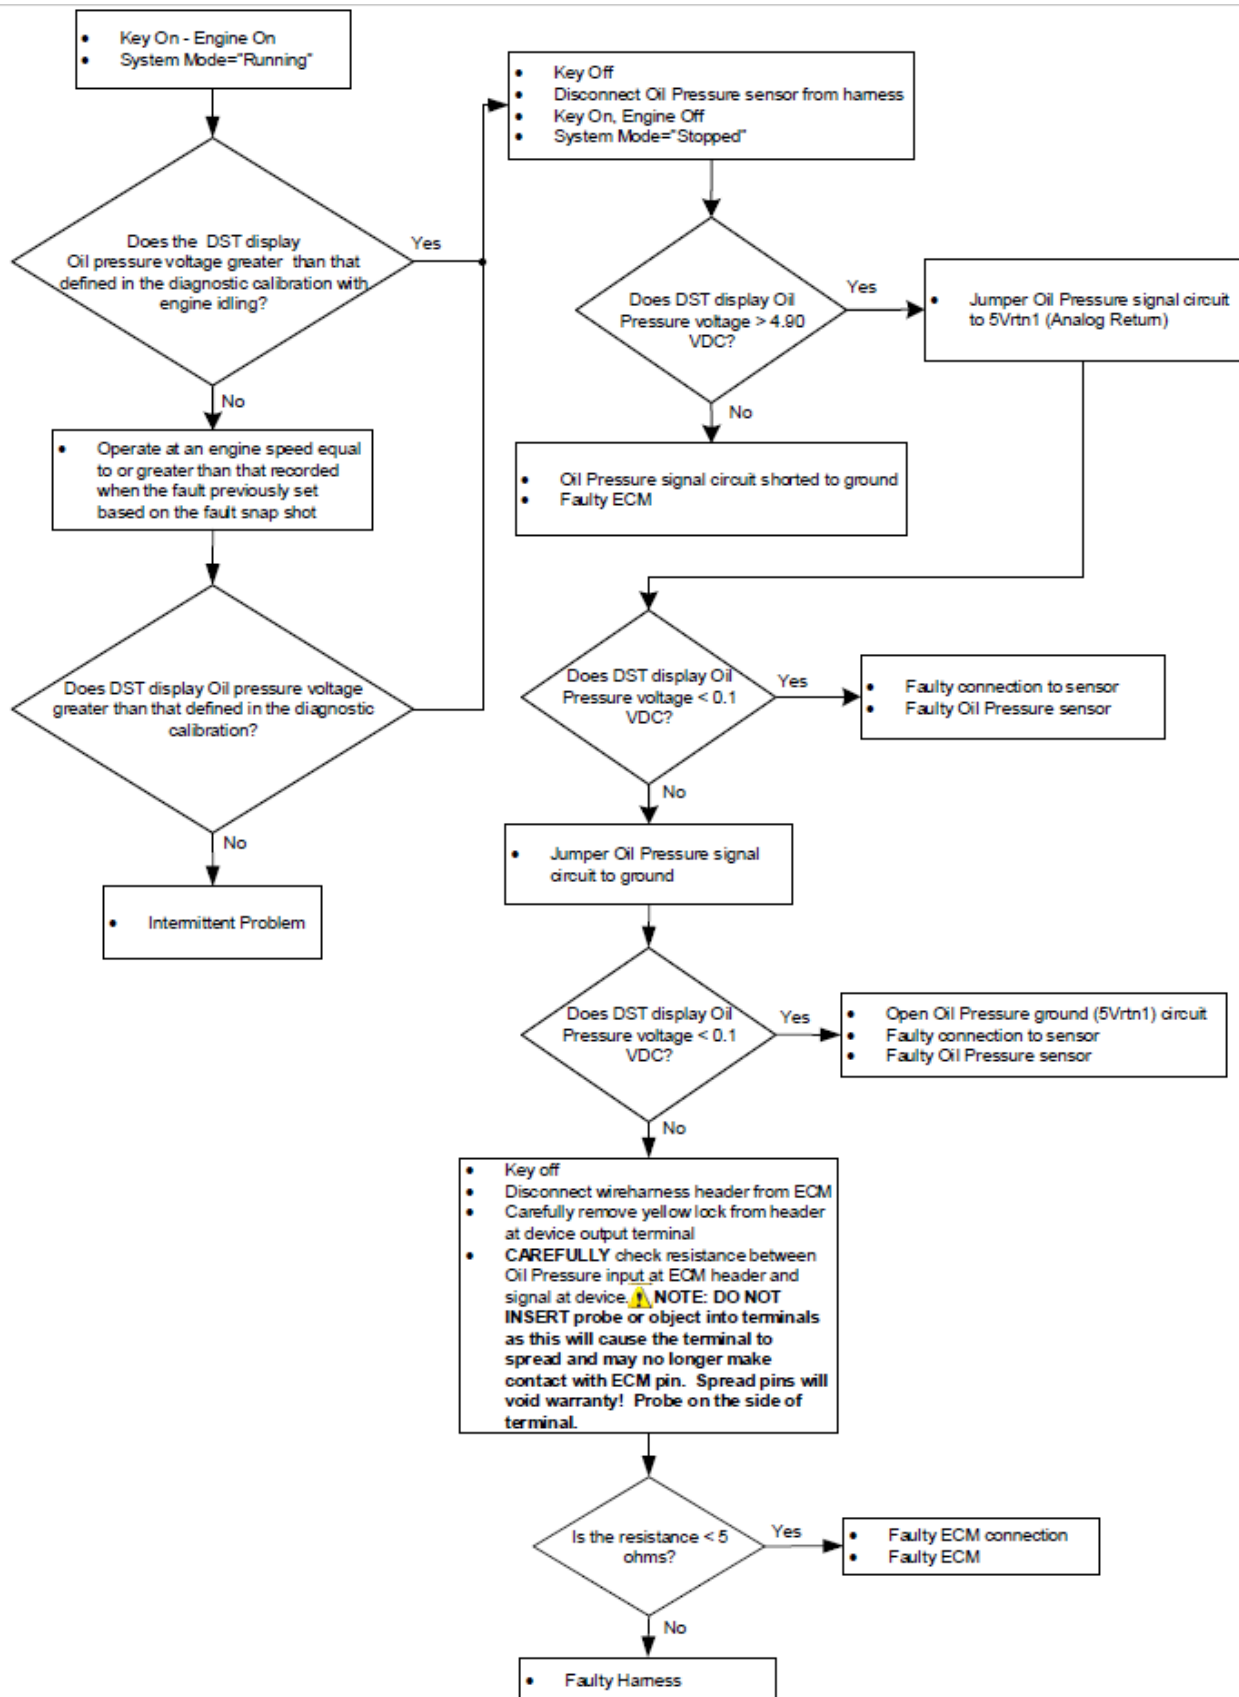 Key On - Engine On
System Mode="Running"
Does the DST display
Oil pressure voltage greater than that
defined in the diagnostic calibration with
engine idling?
Yes
No
Operate at an engine speed equal
to or greater than that recorded
when the fault previously set
based on the fault snap shot
Does DST display Oil pressure voltage
greater than that defined in the diagnostic
calibration?
No
Intermittent Problem
Key Off
Disconnect Oil Pressure sensor from harness
Key On, Engine Off
System Mode="Stopped"
Does DST display Oil
Pressure voltage > 4.90
VDC?
Yes
Jumper Oil Pressure signal circuit
to 5Vrtn1 (Analog Return)
No
Oil Pressure signal circuit shorted to ground
Faulty ECM
Does DST display Oil
Pressure voltage < 0.1
VDC?
Yes
Faulty connection to sensor
Faulty Oil Pressure sensor
No
Jumper Oil Pressure signal
circuit to ground
Does DST display Oil
Pressure voltage < 0.1
VDC?
Yes
Open Oil Pressure ground (5Vrtn1) circuit
Faulty connection to sensor
Faulty Oil Pressure sensor
No
Key off
Disconnect wireharness header from ECM
Carefully remove yellow lock from header
at device output terminal
CAREFULLY check resistance between
Oil Pressure input at ECM header and
signal at device. NOTE: DO NOT
INSERT probe or object into terminals
as this will cause the terminal to
spread and may no longer make
contact with ECM pin. Spread pins will
void warranty! Probe on the side of
terminal.
Is the resistance < 5
ohms?
Yes
Faulty ECM connection
Faulty ECM
No
Faulty Harness